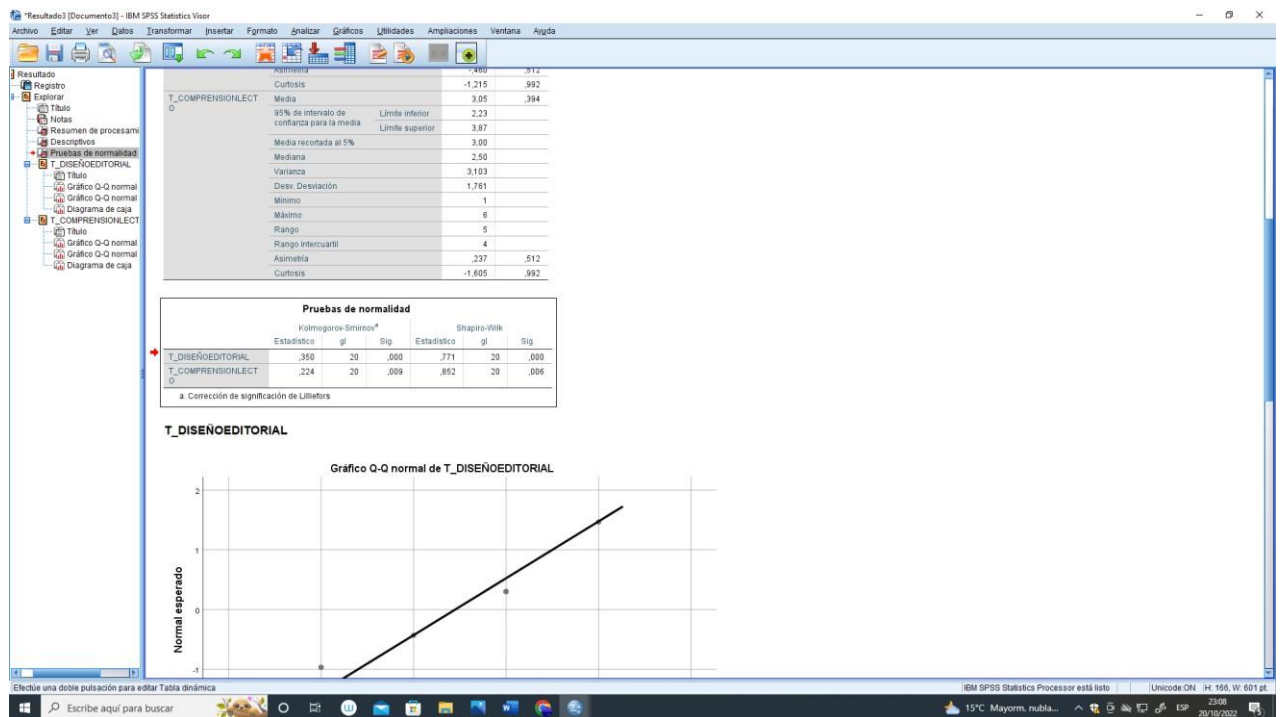 *Resultado3 [Documento3] - IBM SPSS Statistics Visor
Archivo Editar Ver Datos Transformar Insertar Formato Analizar Gráficos Utilidades Ampliaciones Ventana Ayuda
Resultado
Registro
Explorar
Título
Notas
Resumen de procesami
Descriptivos
Pruebas de normalidad
T_DISEÑOEDITORIAL
Título
Gráfico Q-Q normal
Gráfico Q-Q normal
Diagrama de caja
T_COMPRENSIONLECT
Título
Gráfico Q-Q normal
Gráfico Q-Q normal
Diagrama de caja
Asimetría -,460 ,512
Curtosis -1,215 ,992
T_COMPRENSIONLECTO Media 3,05 ,394
95% de intervalo de confianza para la media Límite inferior 2,23
Límite superior 3,87
Media recortada al 5% 3,00
Mediana 2,50
Varianza 3,103
Desv. Desviación 1,761
Mínimo 1
Máximo 6
Rango 5
Rango intercuartil 4
Asimetría ,237 ,512
Curtosis -1,605 ,992
Pruebas de normalidad
Kolmogorov-Smirnovª Shapiro-Wilk
Estadístico gl Sig. Estadístico gl Sig.
T_DISEÑOEDITORIAL ,350 20 ,000 ,771 20 ,000
T_COMPRENSIONLECTO ,224 20 ,009 ,852 20 ,006
a. Corrección de significación de Lilliefors
T_DISEÑOEDITORIAL
Gráfico Q-Q normal de T_DISEÑOEDITORIAL
Normal esperado
2
1
0
-1
Efectúe una doble pulsación para editar Tabla dinámica
IBM SPSS Statistics Processor está listo Unicode:ON H: 166, W: 601 pt.
Escribe aquí para buscar
15°C Mayorm. nubla... ESP 23:08
20/10/2022